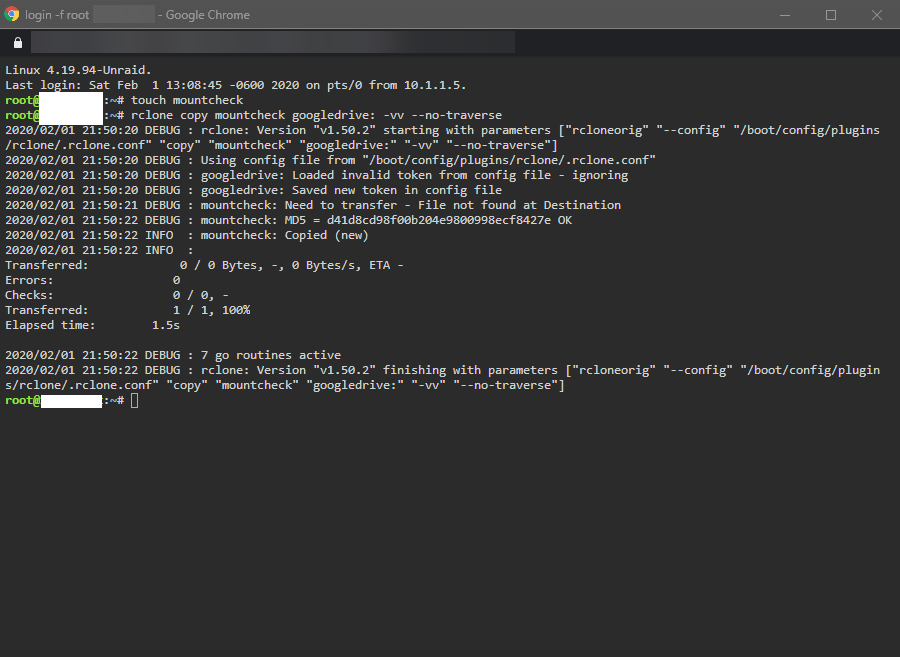 login -f root - Google Chrome
Linux 4.19.94-Unraid.
Last login: Sat Feb  1 13:08:45 -0600 2020 on pts/0 from 10.1.1.5.
root@:~# touch mountcheck
root@:~# rclone copy mountcheck googledrive: -vv --no-traverse
2020/02/01 21:50:20 DEBUG : rclone: Version "v1.50.2" starting with parameters ["rcloneorig" "--config" "/boot/config/plugins
/rclone/.rclone.conf" "copy" "mountcheck" "googledrive:" "-vv" "--no-traverse"]
2020/02/01 21:50:20 DEBUG : Using config file from "/boot/config/plugins/rclone/.rclone.conf"
2020/02/01 21:50:20 DEBUG : googledrive: Loaded invalid token from config file - ignoring
2020/02/01 21:50:20 DEBUG : googledrive: Saved new token in config file
2020/02/01 21:50:21 DEBUG : mountcheck: Need to transfer - File not found at Destination
2020/02/01 21:50:22 DEBUG : mountcheck: MD5 = d41d8cd98f00b204e9800998ecf8427e OK
2020/02/01 21:50:22 INFO  : mountcheck: Copied (new)
2020/02/01 21:50:22 INFO  :
Transferred:             0 / 0 Bytes, -, 0 Bytes/s, ETA -
Errors:                 0
Checks:                 0 / 0, -
Transferred:            1 / 1, 100%
Elapsed time:        1.5s
2020/02/01 21:50:22 DEBUG : 7 go routines active
2020/02/01 21:50:22 DEBUG : rclone: Version "v1.50.2" finishing with parameters ["rcloneorig" "--config" "/boot/config/plugin
s/rclone/.rclone.conf" "copy" "mountcheck" "googledrive:" "-vv" "--no-traverse"]
root@:~#